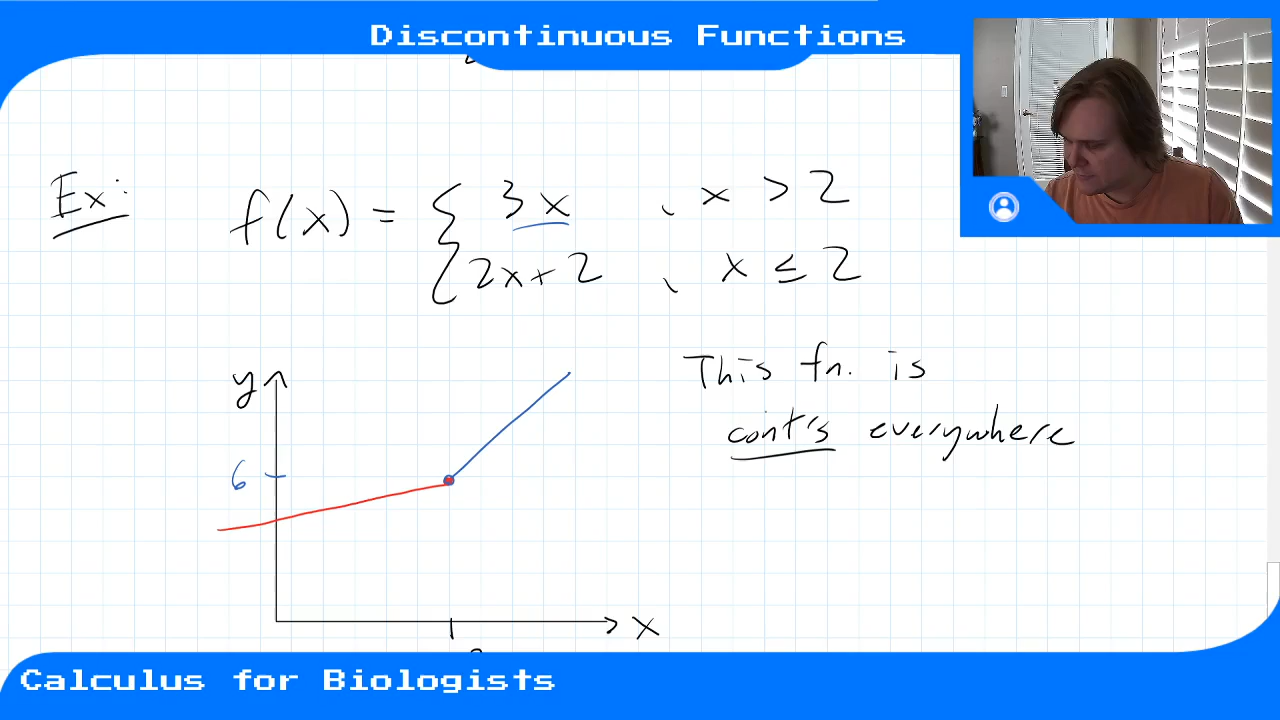 Discontinuous Functions
Ex:
f(x) = { 3x , x > 2
{ 2x+2 , x ≤ 2
This fn. is
cont's everywhere
y
6
x
Calculus for Biologists